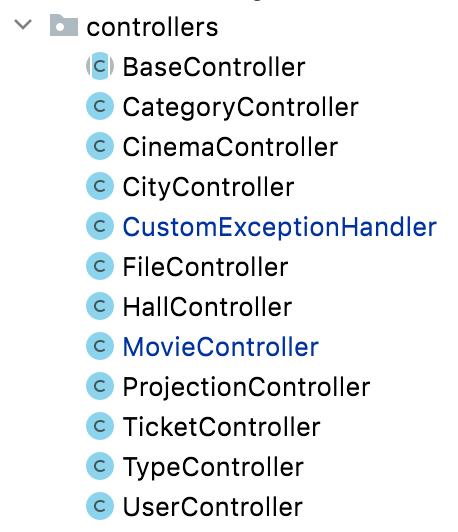 controllers
C BaseController
C CategoryController
C CinemaController
C CityController
C CustomExceptionHandler
C FileController
C HallController
C MovieController
C ProjectionController
C TicketController
C TypeController
C UserController